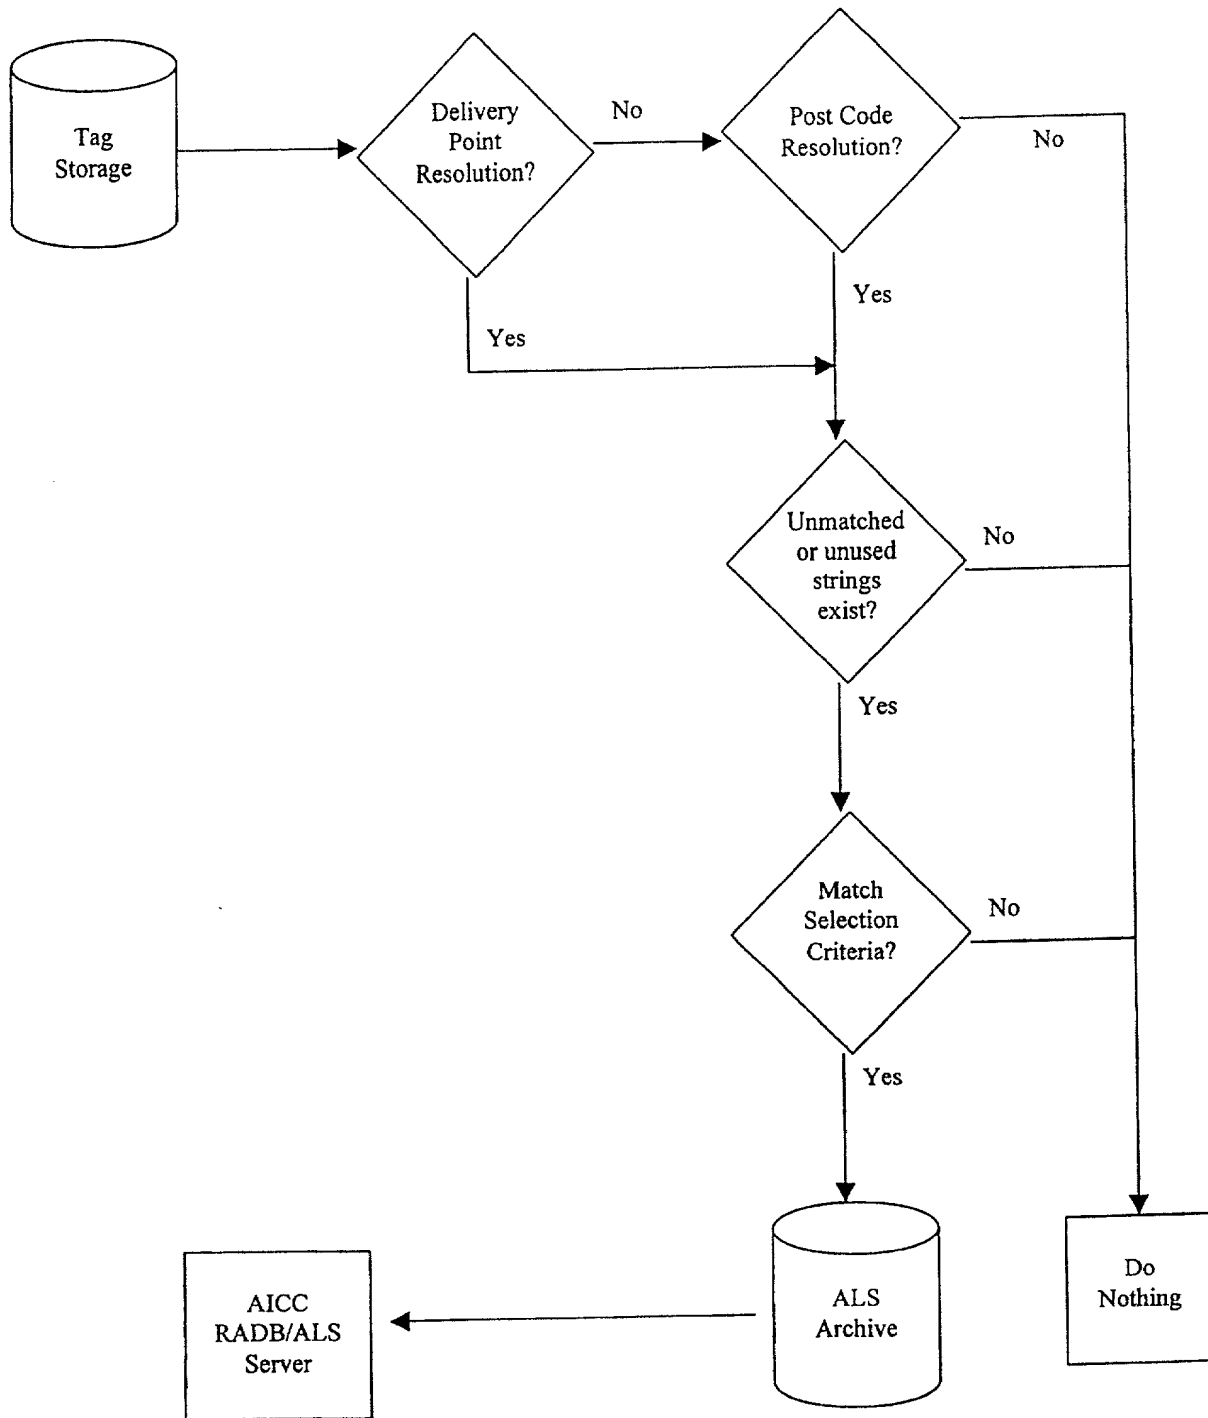 Tag
Storage
Delivery
Point
Resolution?
No
Post Code
Resolution?
No
Yes
Yes
Unmatched
or unused
strings
exist?
No
Yes
Match
Selection
Criteria?
No
Yes
ALS
Archive
AICC
RADB/ALS
Server
Do
Nothing